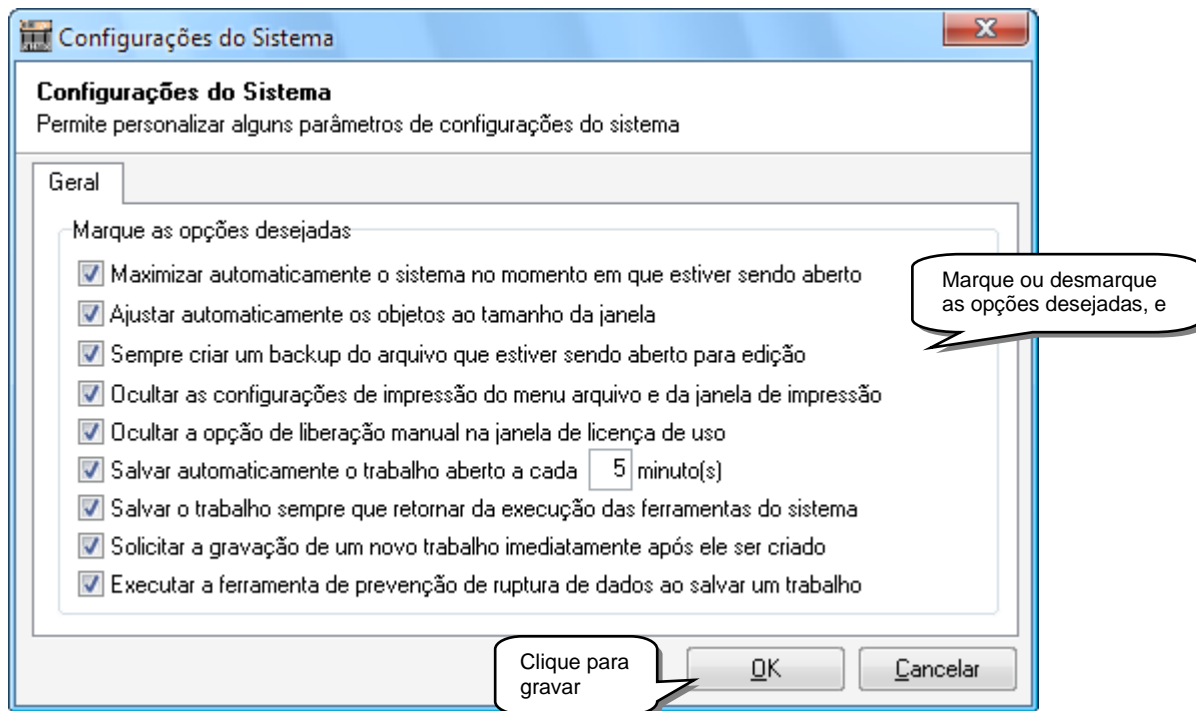 Configurações do Sistema
Configurações do Sistema
Permite personalizar alguns parâmetros de configurações do sistema
Geral
Marque as opções desejadas
Maximizar automaticamente o sistema no momento em que estiver sendo aberto
Ajustar automaticamente os objetos ao tamanho da janela
Sempre criar um backup do arquivo que estiver sendo aberto para edição
Ocultar as configurações de impressão do menu arquivo e da janela de impressão
Ocultar a opção de liberação manual na janela de licença de uso
Salvar automaticamente o trabalho aberto a cada 5 minuto(s)
Salvar o trabalho sempre que retornar da execução das ferramentas do sistema
Solicitar a gravação de um novo trabalho imediatamente após ele ser criado
Executar a ferramenta de prevenção de ruptura de dados ao salvar um trabalho
Marque ou desmarque
as opções desejadas, e
Clique para
gravar
OK
Cancelar